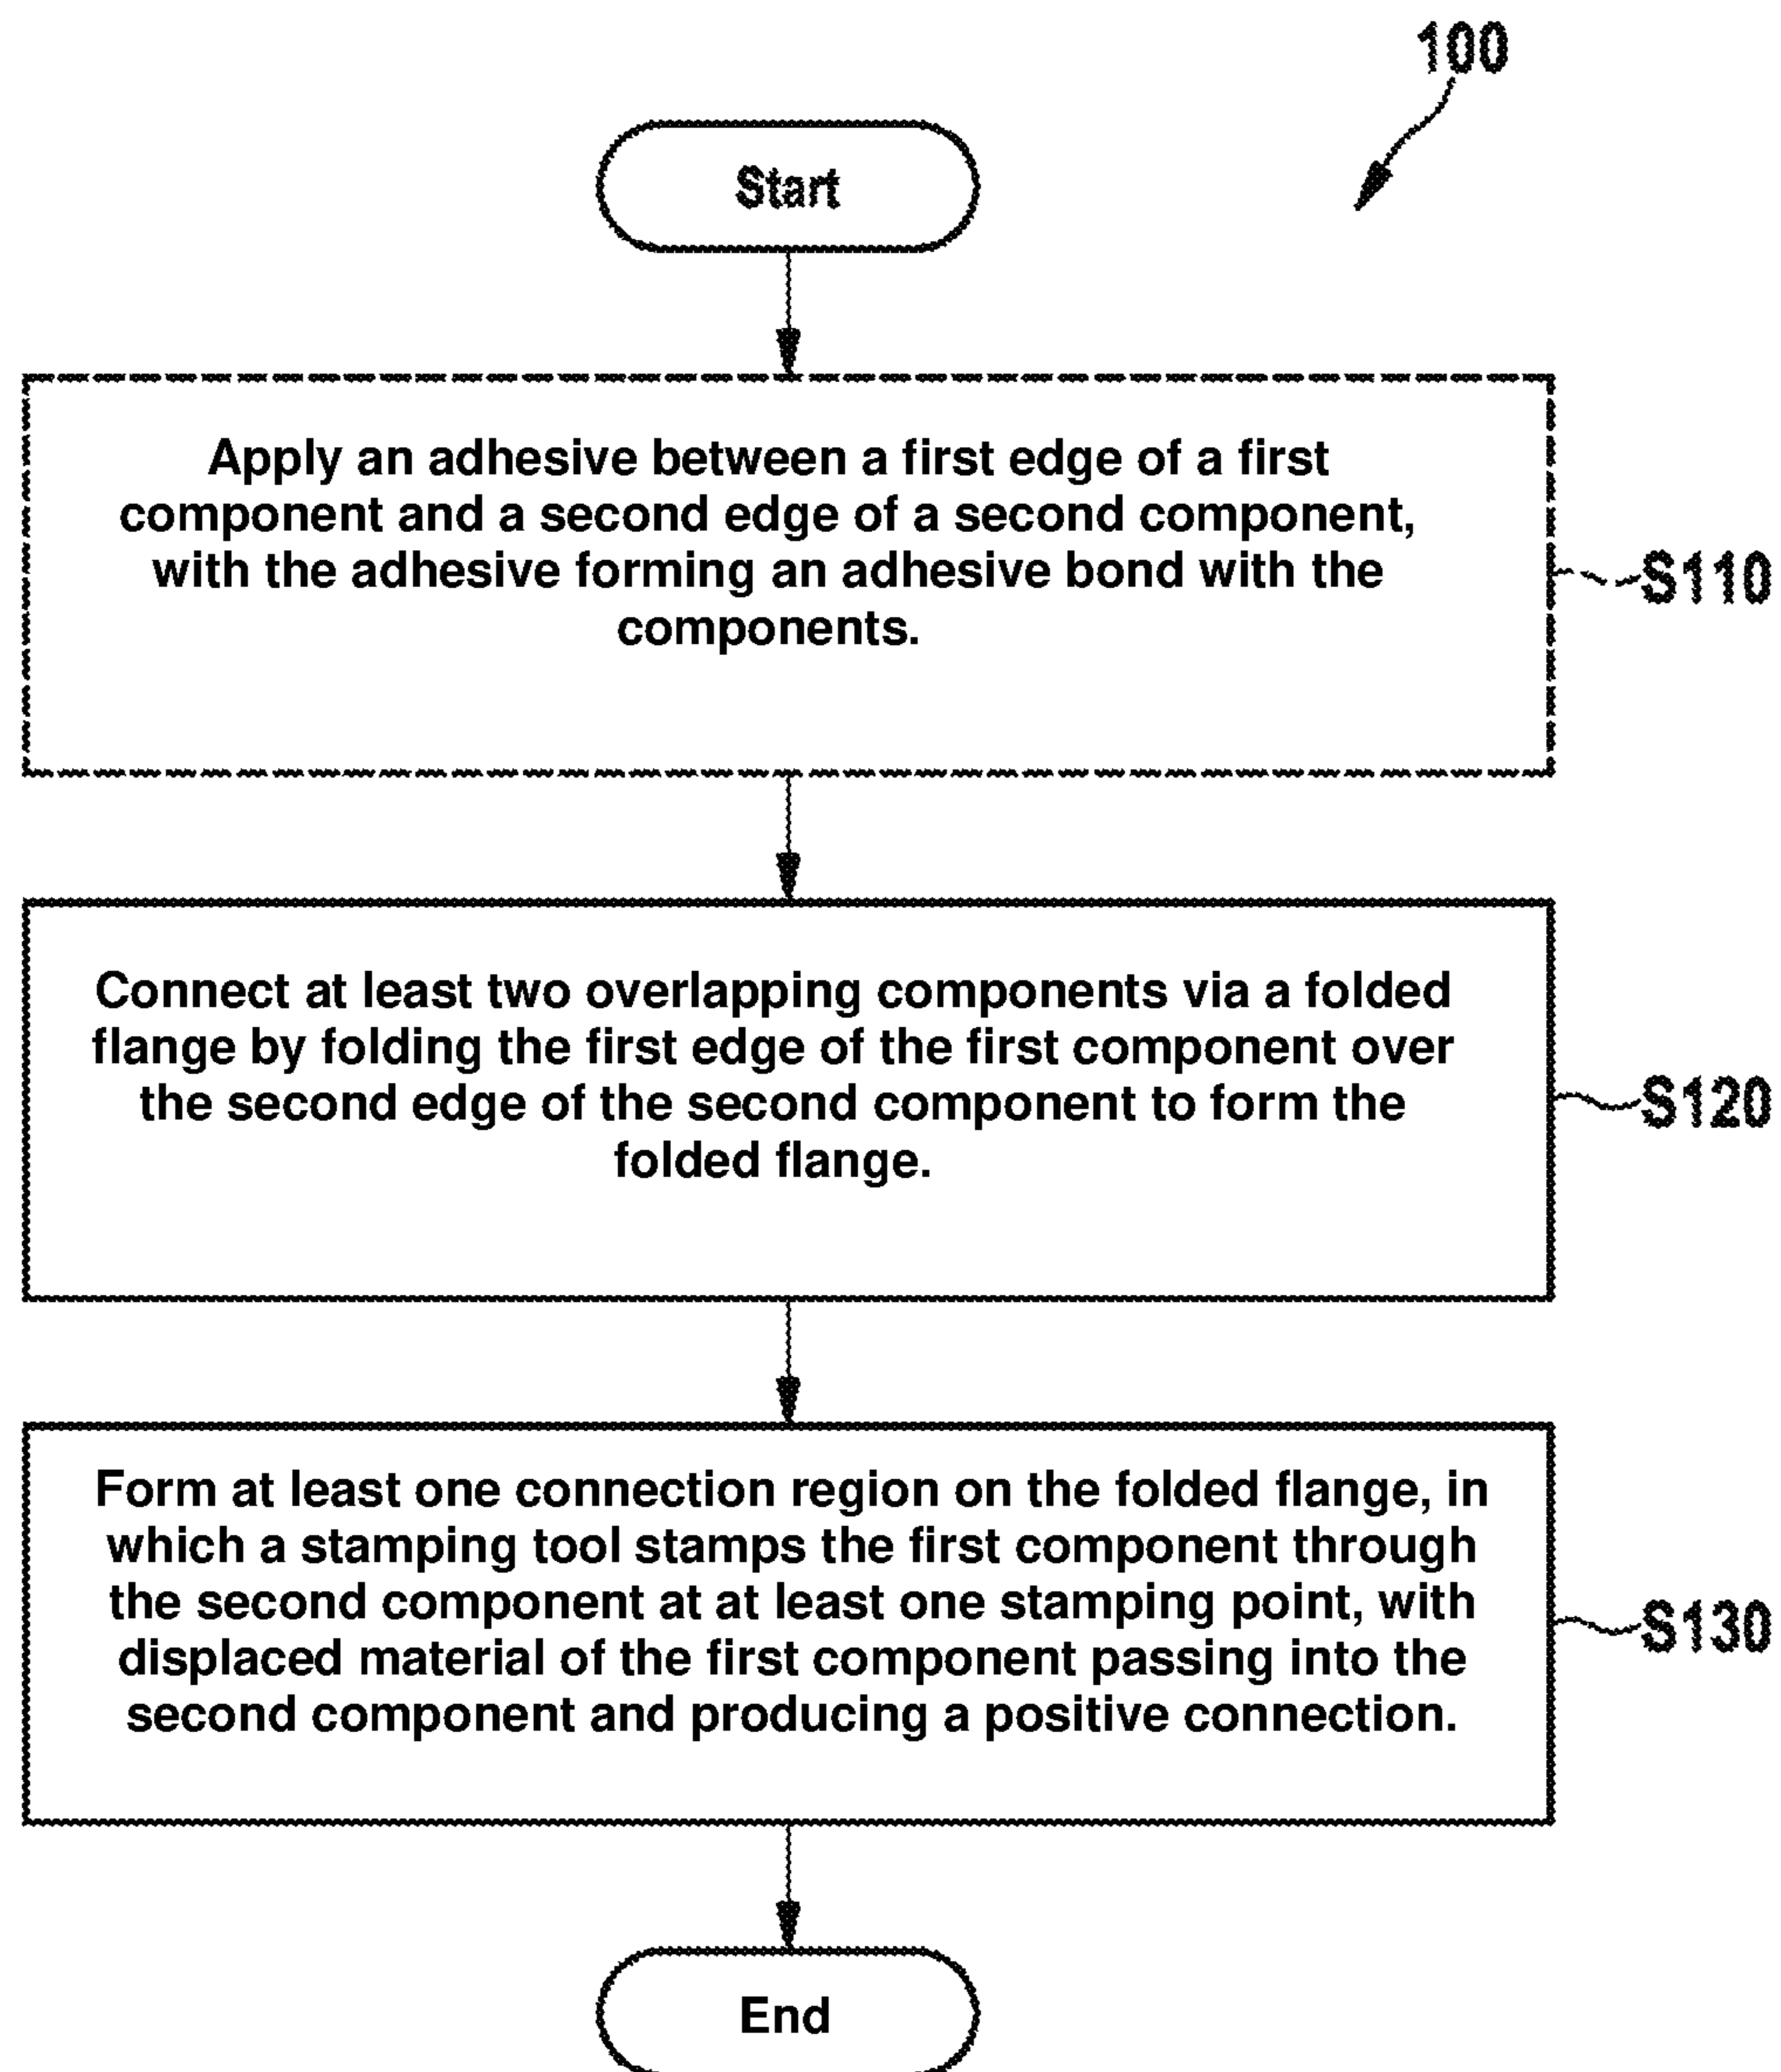 100
Start
Apply an adhesive between a first edge of a first
component and a second edge of a second component,
with the adhesive forming an adhesive bond with the
components.
S110
Connect at least two overlapping components via a folded
flange by folding the first edge of the first component over
the second edge of the second component to form the
folded flange.
S120
Form at least one connection region on the folded flange, in
which a stamping tool stamps the first component through
the second component at at least one stamping point, with
displaced material of the first component passing into the
second component and producing a positive connection.
S130
End